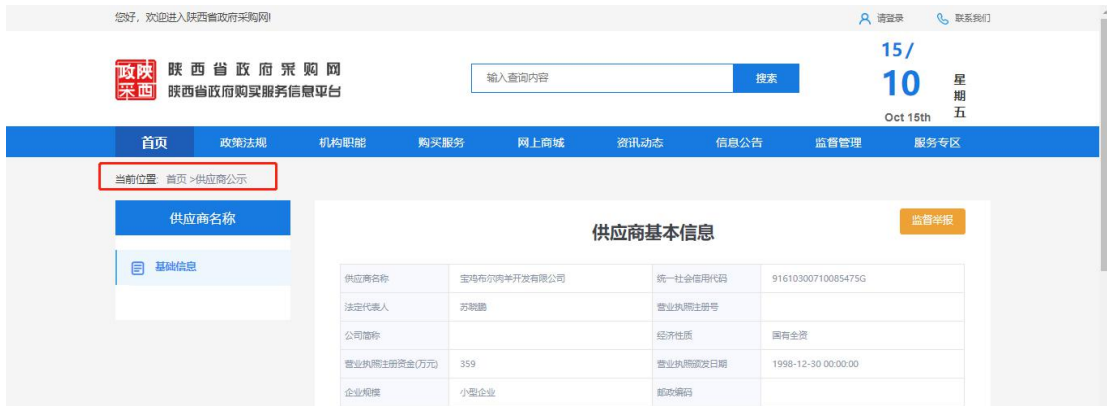 您好，欢迎进入陕西省政府采购网!
请登录
联系我们
政陕
采西
陕西省政府采购网
陕西省政府购买服务信息平台
输入查询内容
搜索
15/
10
Oct 15th
星期五
首页 政策法规 机构职能 购买服务 网上商城 资讯动态 信息公告 监督管理 服务专区
当前位置: 首页 >供应商公示
供应商名称
基础信息
供应商基本信息
监督举报
供应商名称 宝鸡布尔肉羊开发有限公司 统一社会信用代码 91610300710085475G
法定代表人 苏晓鹏 营业执照注册号
公司简称 经济性质 国有全资
营业执照注册资金(万元) 359 营业执照颁发日期 1998-12-30 00:00:00
企业规模 小型企业 邮政编码